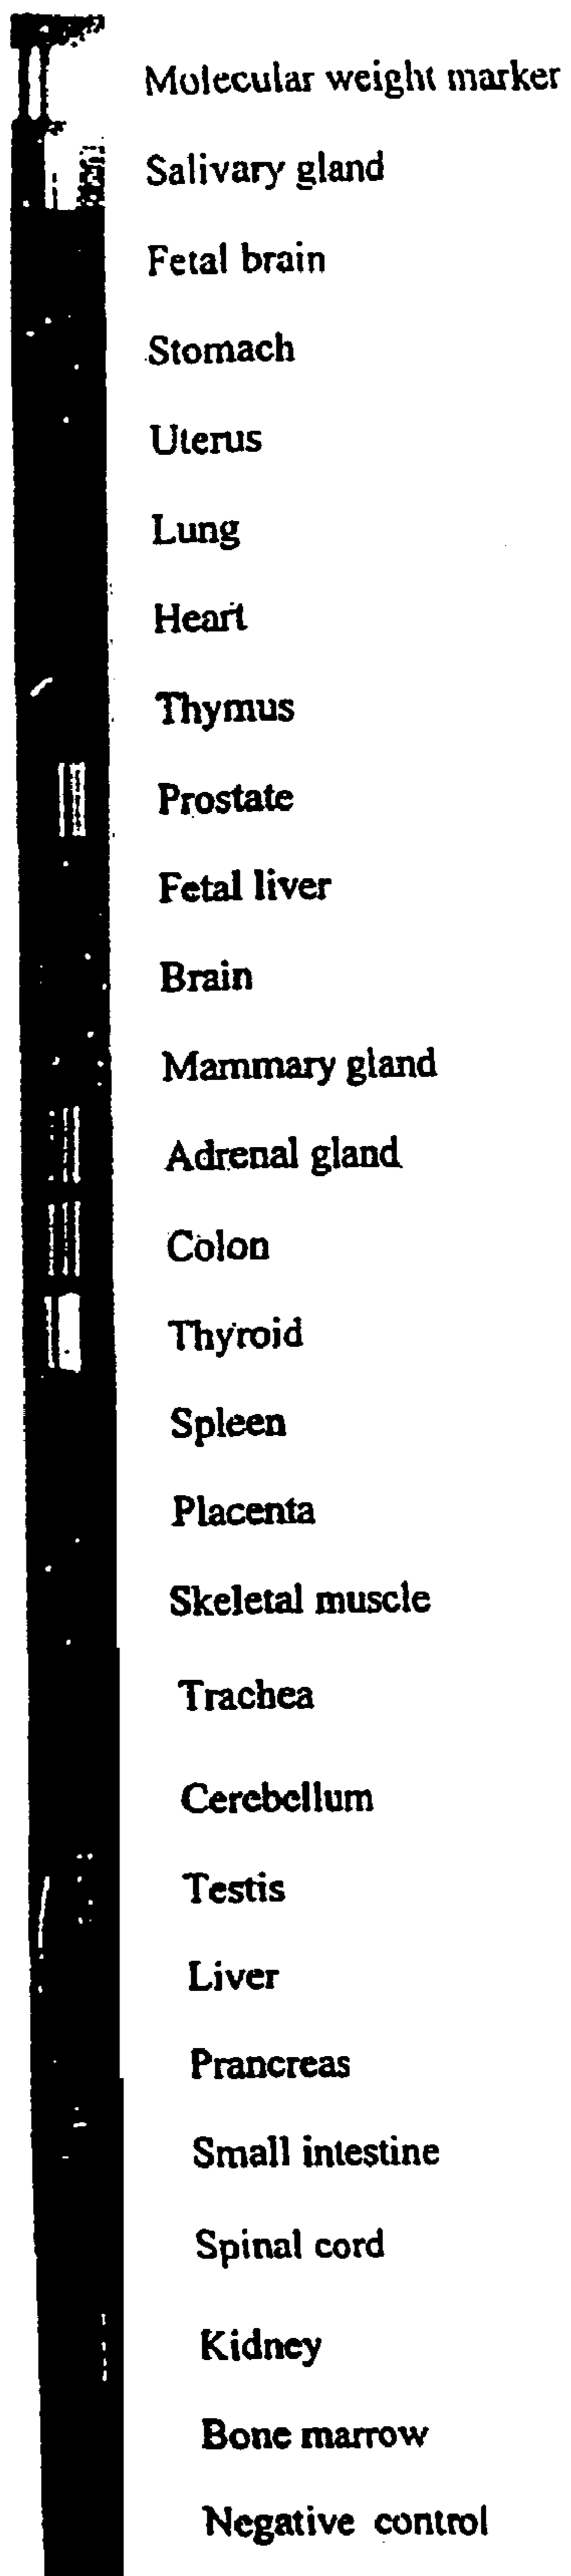 Molecular weight marker
Salivary gland
Fetal brain
Stomach
Uterus
Lung
Heart
Thymus
Prostate
Fetal liver
Brain
Mammary gland
Adrenal gland
Colon
Thyroid
Spleen
Placenta
Skeletal muscle
Trachea
Cerebellum
Testis
Liver
Prancreas
Small intestine
Spinal cord
Kidney
Bone marrow
Negative control